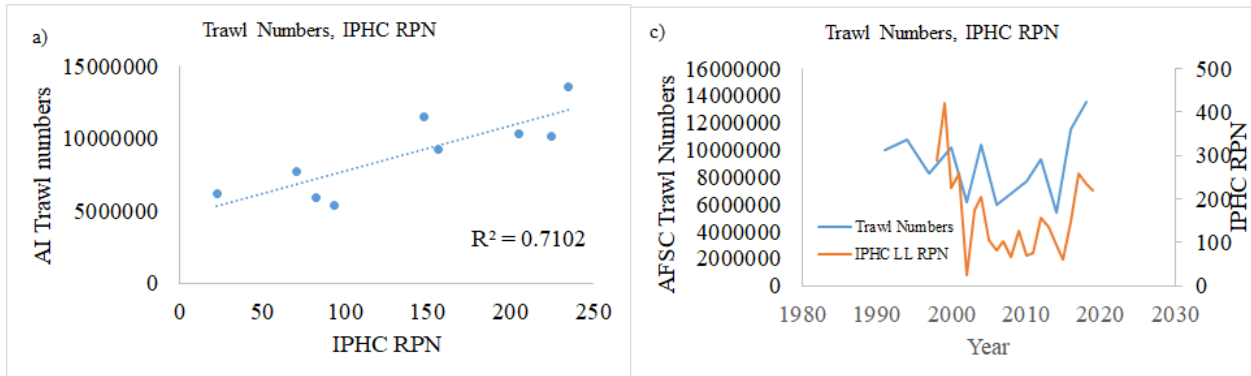 a)
Trawl Numbers, IPHC RPN
15000000
10000000
5000000
0
AI Trawl numbers
R² = 0.7102
0 50 100 150 200 250
IPHC RPN
c)
Trawl Numbers, IPHC RPN
16000000
14000000
12000000
10000000
8000000
6000000
4000000
2000000
0
AFSC Trawl Numbers
Trawl Numbers
IPHC LL RPN
500
400
300
200
100
0
IPHC RPN
1980 1990 2000 2010 2020 2030
Year